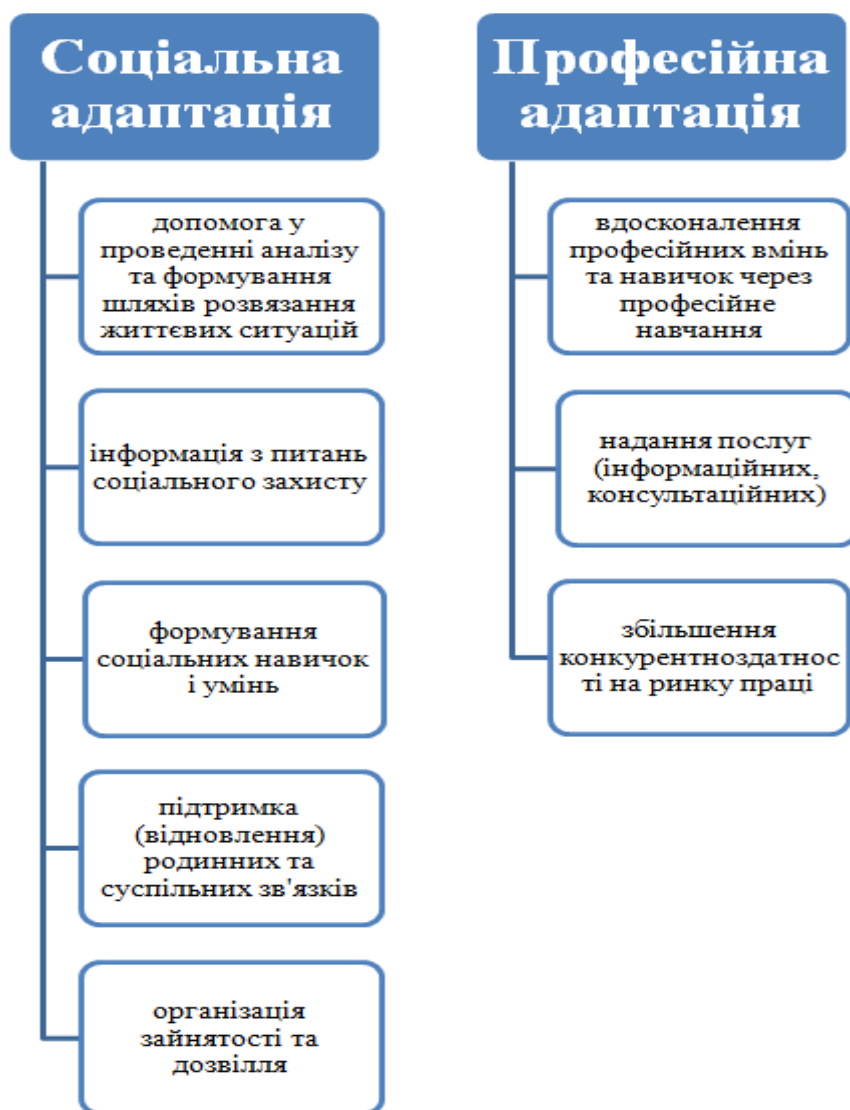 Соціальна
адаптація
допомога у
проведенні аналізу
та формування
шляхів розвязання
життєвих ситуацій
інформація з питань
соціального захисту
формування
соціальних навичок
і умінь
підтримка
(відновлення)
родинних та
суспільних зв'язків
організація
зайнятості та
дозвілля
Професійна
адаптація
вдосконалення
професійних вмінь
та навичок через
професійне
навчання
надання послуг
(інформаційних,
консультаційних)
збільшення
конкурентноздатнос
ті на ринку праці